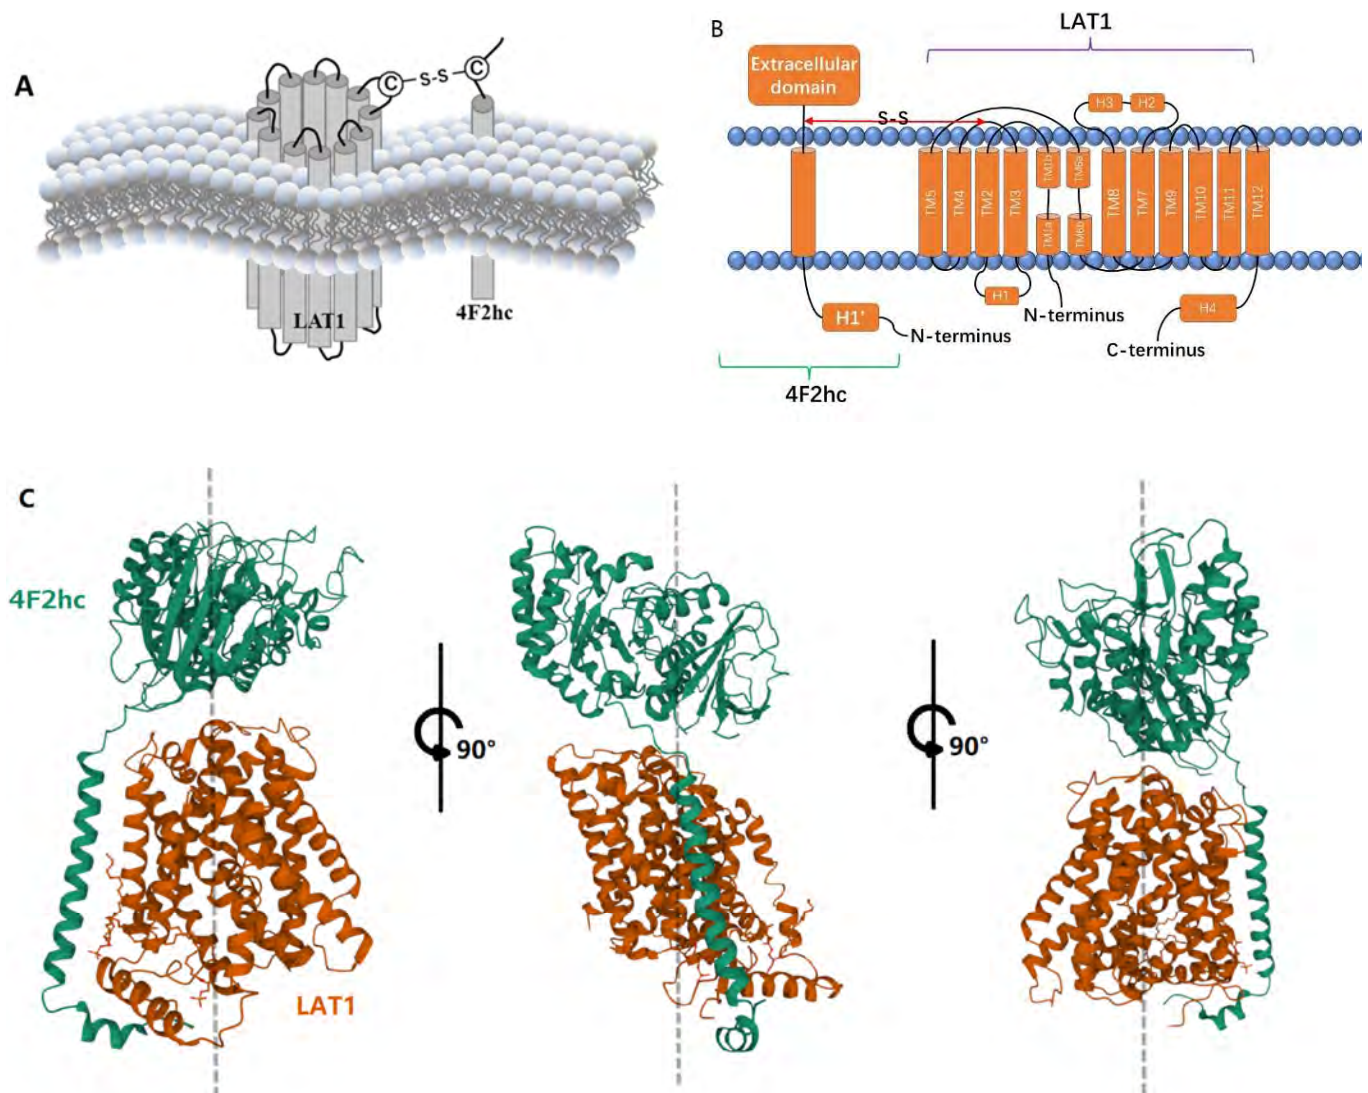 A
C
S-S
C
LAT1
4F2hc
B
LAT1
Extracellular
domain
S-S
H3
H2
TM5
TM4
TM2
TM3
TM1b
TM6a
TM8
TM7
TM9
TM10
TM11
TM12
TM1a
TM6b
H1
H1'
N-terminus
N-terminus
H4
C-terminus
4F2hc
C
4F2hc
90°
90°
LAT1